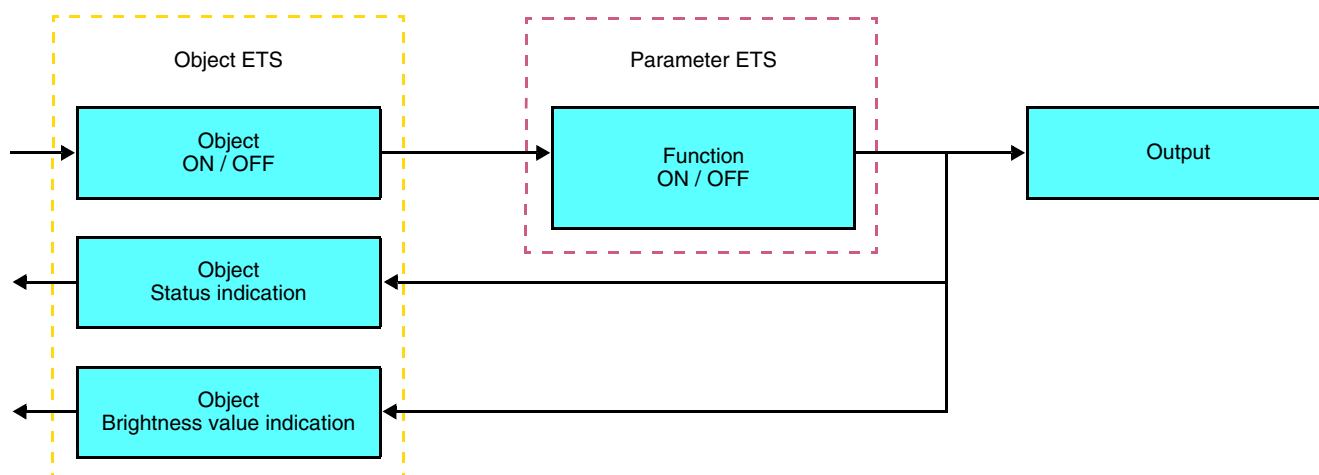 Object ETS
Parameter ETS
Object
ON / OFF
Function
ON / OFF
Output
Object
Status indication
Object
Brightness value indication